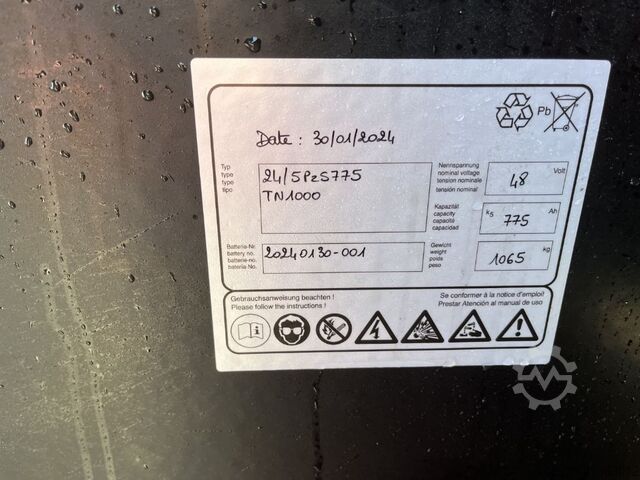 Pb
Date : 30/01/2024
Typ
type
type
tipo
24/5PzS775
TN1000
Nennspannung
nominal voltage
tension nominale
tensión nominal
48
Volt
Kapazität
capacity
capacité
capacidad
K5
775
Ah
Batterie-Nr.
battery no.
batterie-no.
batería No.
20240130-001
Gewicht
weight
poids
peso
1065
kg
Gebrauchsanweisung beachten !
Please follow the instructions !
Se conformer à la notice d'emploi!
Prestar Atención al manual de uso